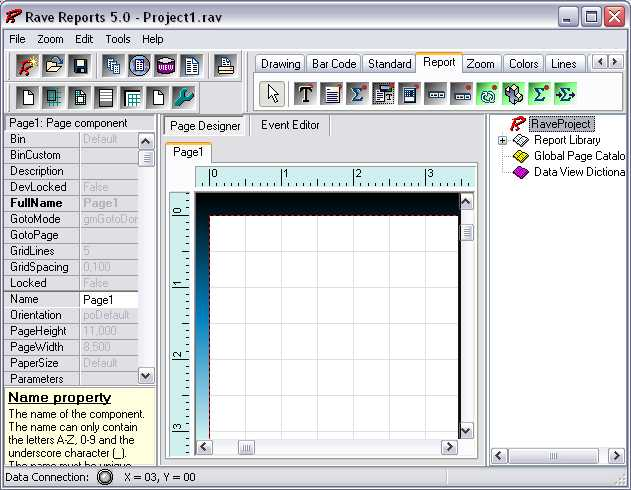 Rave Reports 5.0 - Project1.rav
File Zoom Edit Tools Help
Drawing Bar Code Standard Report Zoom Colors Lines
Page1: Page component
Bin Default
BinCustom
Description
DevLocked False
FullName Page1
GotoMode gmGotoDon
GotoPage
GridLines 5
GridSpacing 0,100
Locked False
Name Page1
Orientation poDefault
PageHeight 11,000
PageWidth 8,500
PaperSize Default
Parameters
Name property
The name of the component.
The name can only contain
the letters A-Z, 0-9 and the
underscore character (_).
The name must be unique
Page Designer Event Editor
Page1
0 1 2 3
0
1
2
3
RaveProject
Report Library
Global Page Catalo
Data View Dictiona
Data Connection: X = 03, Y = 00